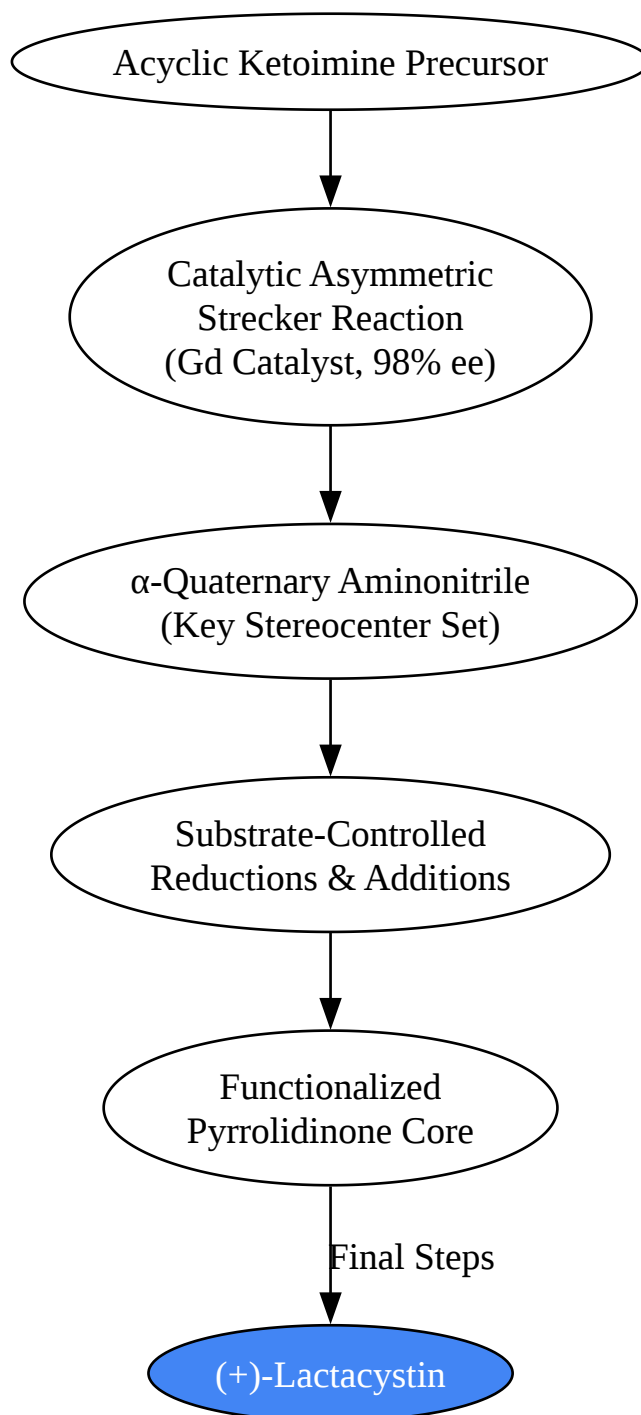 Acyclic Ketoimine Precursor
Catalytic Asymmetric
Strecker Reaction
(Gd Catalyst, 98% ee)
α-Quaternary Aminonitrile
(Key Stereocenter Set)
Substrate-Controlled
Reductions & Additions
Functionalized
Pyrrolidinone Core
Final Steps
(+)-Lactacystin